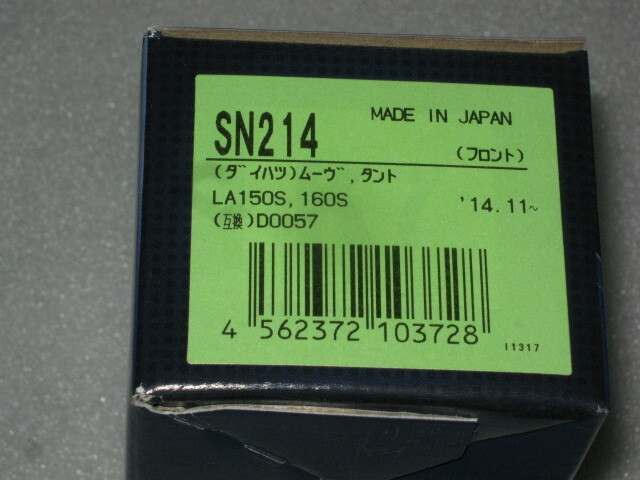 SN214 MADE IN JAPAN
(フロント)
(ダイハツ)ムーヴ,タント
LA150S,160S '14.11~
(互換)D0057
4 562372 103728
I1317